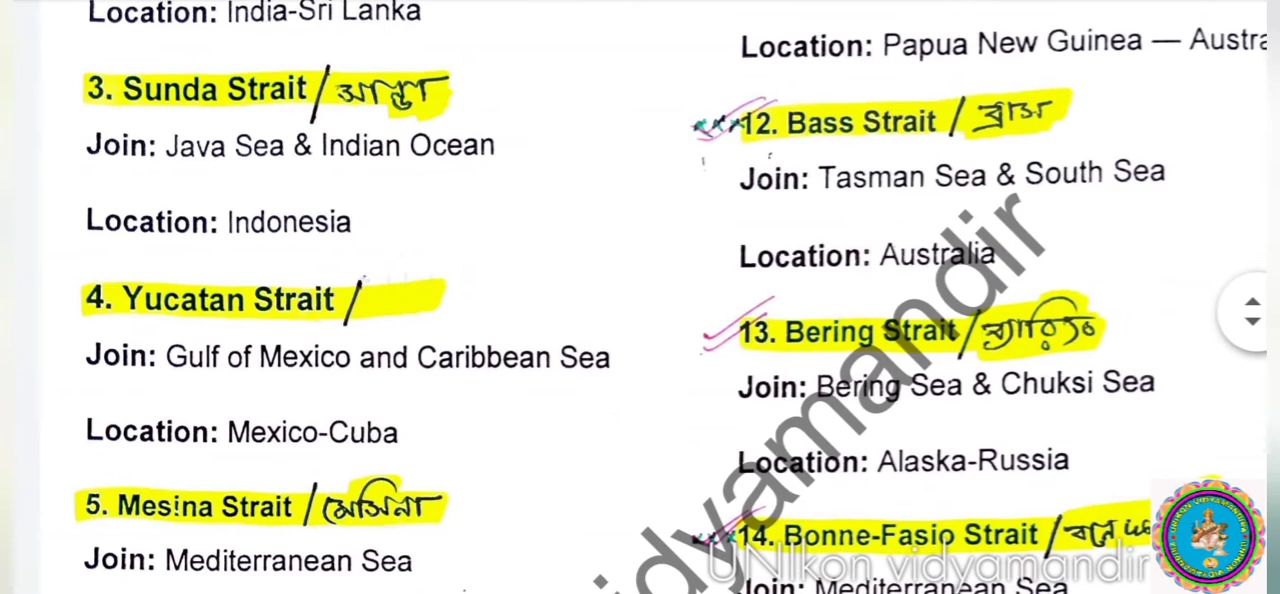 Location: India-Sri Lanka
3. Sunda Strait / সাণ্ডা
Join: Java Sea & Indian Ocean
Location: Indonesia
4. Yucatan Strait /
Join: Gulf of Mexico and Caribbean Sea
Location: Mexico-Cuba
5. Mesina Strait / মেসিনা
Join: Mediterranean Sea
Location: Papua New Guinea — Austra
12. Bass Strait / ব্রাস
Join: Tasman Sea & South Sea
Location: Australia
13. Bering Strait / ব্যারিং
Join: Bering Sea & Chuksi Sea
Location: Alaska-Russia
14. Bonne-Fasio Strait / বনে
Join: Mediterranean Sea
idyamandir
UNIkon vidyamandir